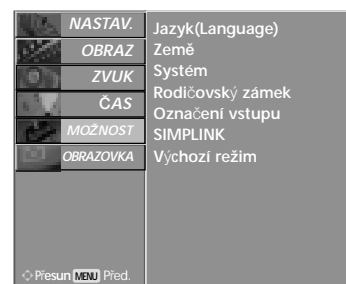 NASTAV.
OBRAZ
ZVUK
ČAS
MOŽNOST
OBRAZOVKA
Jazyk(Language)
Země
Systém
Rodičovský zámek
Označení vstupu
SIMPLINK
Výchozí režim
Přesun MENU Před.